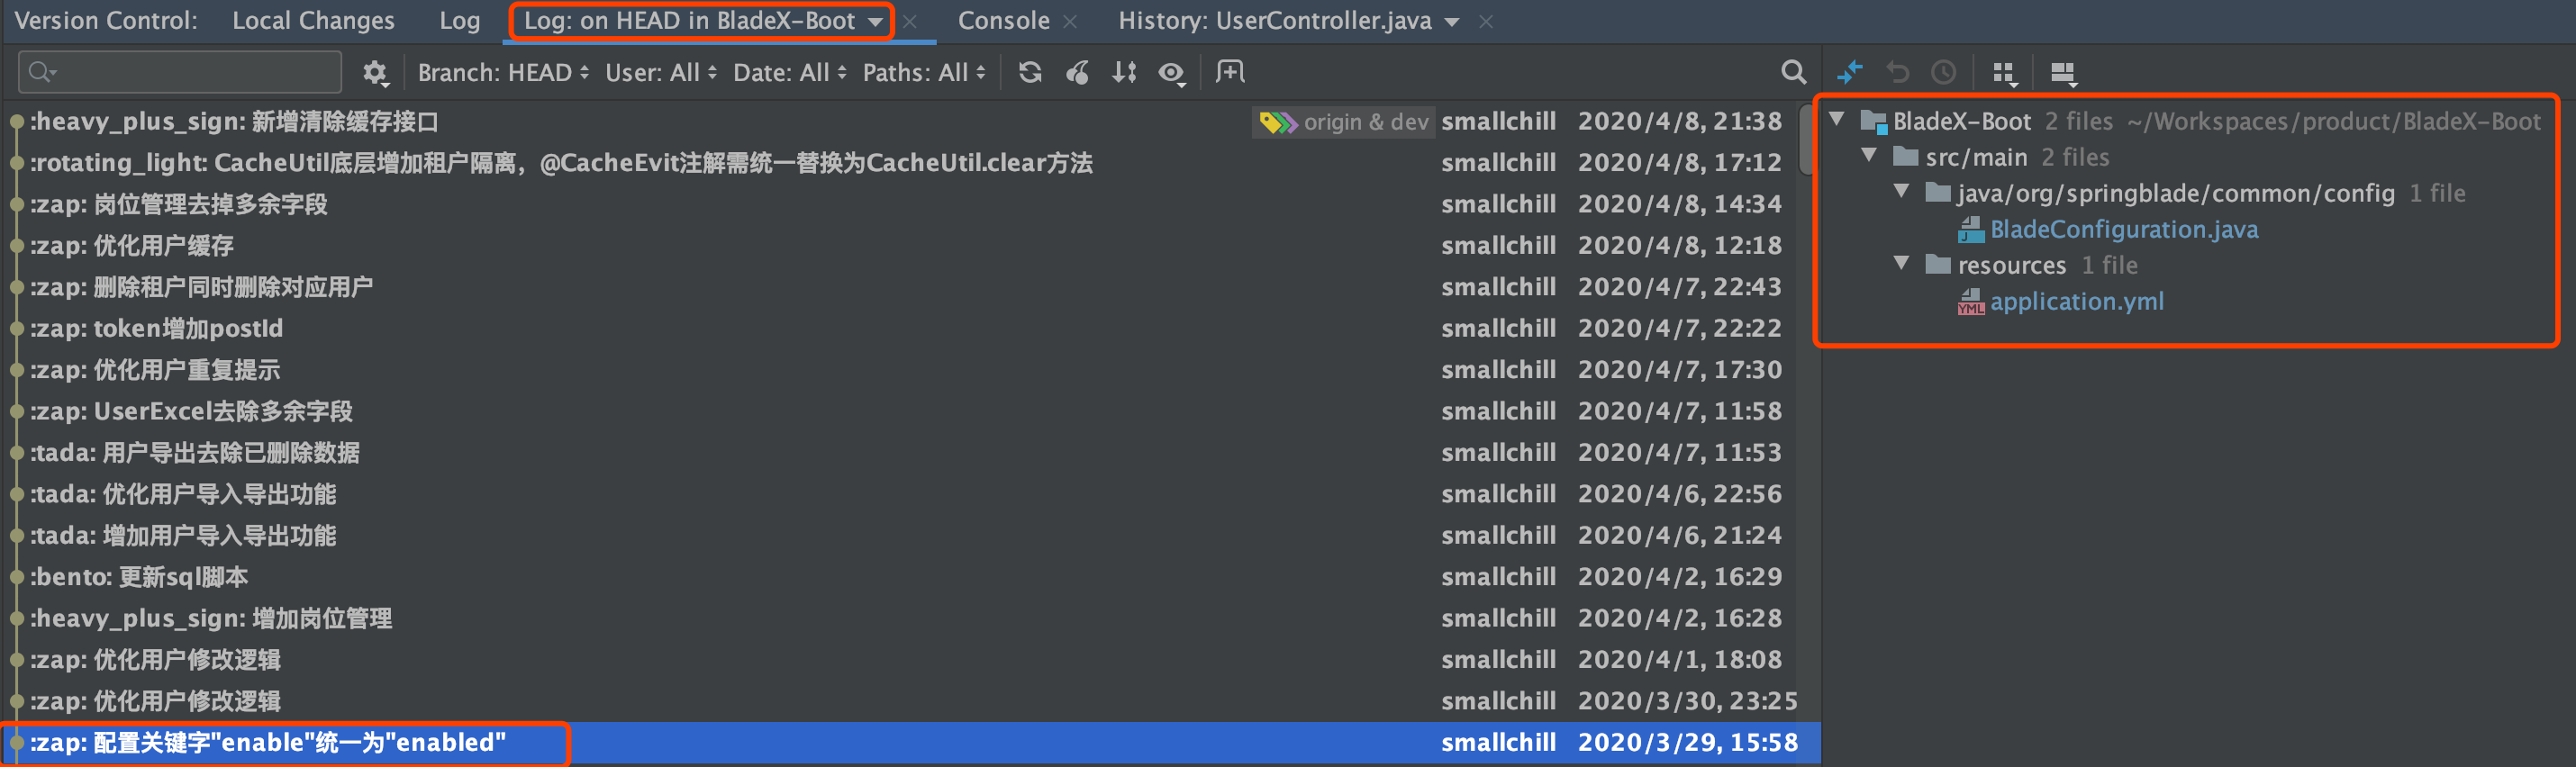 Version Control: Local Changes Log Log: on HEAD in BladeX-Boot Console History: UserController.java
Branch: HEAD User: All Date: All Paths: All
:heavy_plus_sign: 新增清除缓存接口 origin & dev smallchill 2020/4/8, 21:38
:rotating_light: CacheUtil底层增加租户隔离，@CacheEvit注解需统一替换为CacheUtil.clear方法 smallchill 2020/4/8, 17:12
:zap: 岗位管理去掉多余字段 smallchill 2020/4/8, 14:34
:zap: 优化用户缓存 smallchill 2020/4/8, 12:18
:zap: 删除租户同时删除对应用户 smallchill 2020/4/7, 22:43
:zap: token增加postId smallchill 2020/4/7, 22:22
:zap: 优化用户重复提示 smallchill 2020/4/7, 17:30
:zap: UserExcel去除多余字段 smallchill 2020/4/7, 11:58
:tada: 用户导出去除已删除数据 smallchill 2020/4/7, 11:53
:tada: 优化用户导入导出功能 smallchill 2020/4/6, 22:56
:tada: 增加用户导入导出功能 smallchill 2020/4/6, 21:24
:bento: 更新sql脚本 smallchill 2020/4/2, 16:29
:heavy_plus_sign: 增加岗位管理 smallchill 2020/4/2, 16:28
:zap: 优化用户修改逻辑 smallchill 2020/4/1, 18:08
:zap: 优化用户修改逻辑 smallchill 2020/3/30, 23:25
:zap: 配置关键字"enable"统一为"enabled" smallchill 2020/3/29, 15:58
BladeX-Boot 2 files ~/Workspaces/product/BladeX-Boot
src/main 2 files
java/org/springblade/common/config 1 file
J BladeConfiguration.java
resources 1 file
YML application.yml